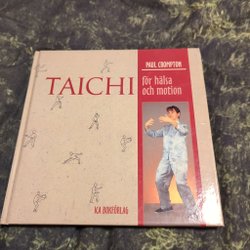 PAUL CROMPTON
TAICHI
för hälsa
och motion
ICA BOKFÖRLAG